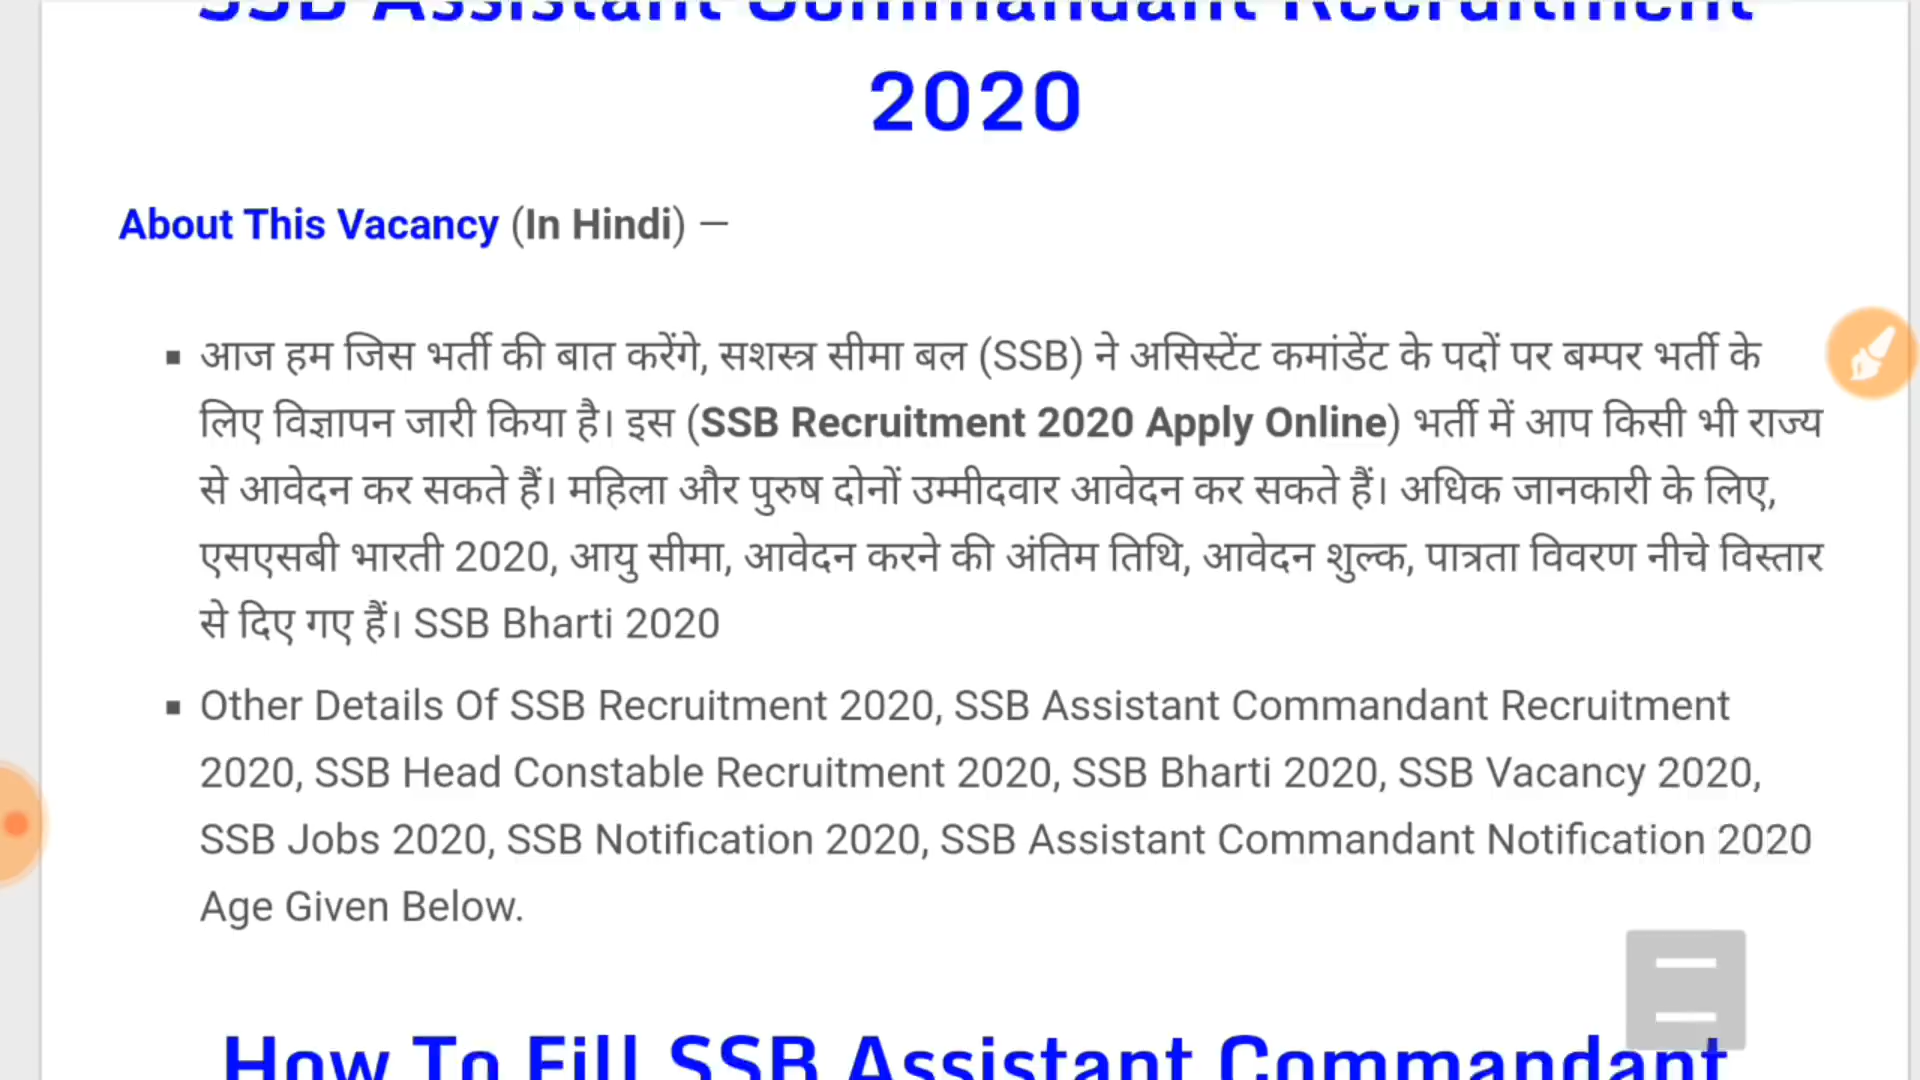 SSB Assistant Commandant Recruitment
2020
About This Vacancy (In Hindi) —
▪ आज हम जिस भर्ती की बात करेंगे, सशस्त्र सीमा बल (SSB) ने असिस्टेंट कमांडेंट के पदों पर बम्पर भर्ती के
लिए विज्ञापन जारी किया है। इस (SSB Recruitment 2020 Apply Online) भर्ती में आप किसी भी राज्य
से आवेदन कर सकते हैं। महिला और पुरुष दोनों उम्मीदवार आवेदन कर सकते हैं। अधिक जानकारी के लिए,
एसएसबी भारती 2020, आयु सीमा, आवेदन करने की अंतिम तिथि, आवेदन शुल्क, पात्रता विवरण नीचे विस्तार
से दिए गए हैं। SSB Bharti 2020
▪ Other Details Of SSB Recruitment 2020, SSB Assistant Commandant Recruitment
2020, SSB Head Constable Recruitment 2020, SSB Bharti 2020, SSB Vacancy 2020,
SSB Jobs 2020, SSB Notification 2020, SSB Assistant Commandant Notification 2020
Age Given Below.
How To Fill SSB Assistant Commandant